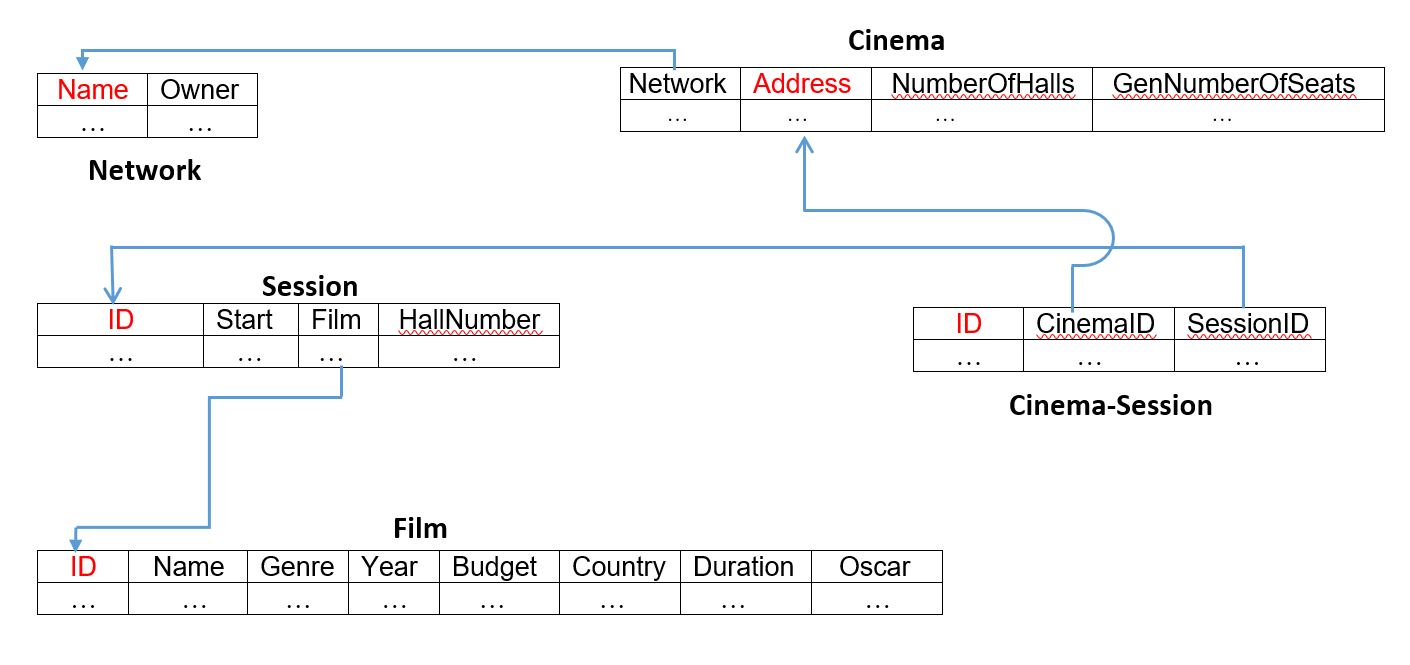 Cinema
Name Owner
… …
Network
Network Address NumberOfHalls GenNumberOfSeats
… … … …
Session
ID Start Film HallNumber
… … … …
ID CinemaID SessionID
… … …
Cinema-Session
Film
ID Name Genre Year Budget Country Duration Oscar
… … … … … … … …